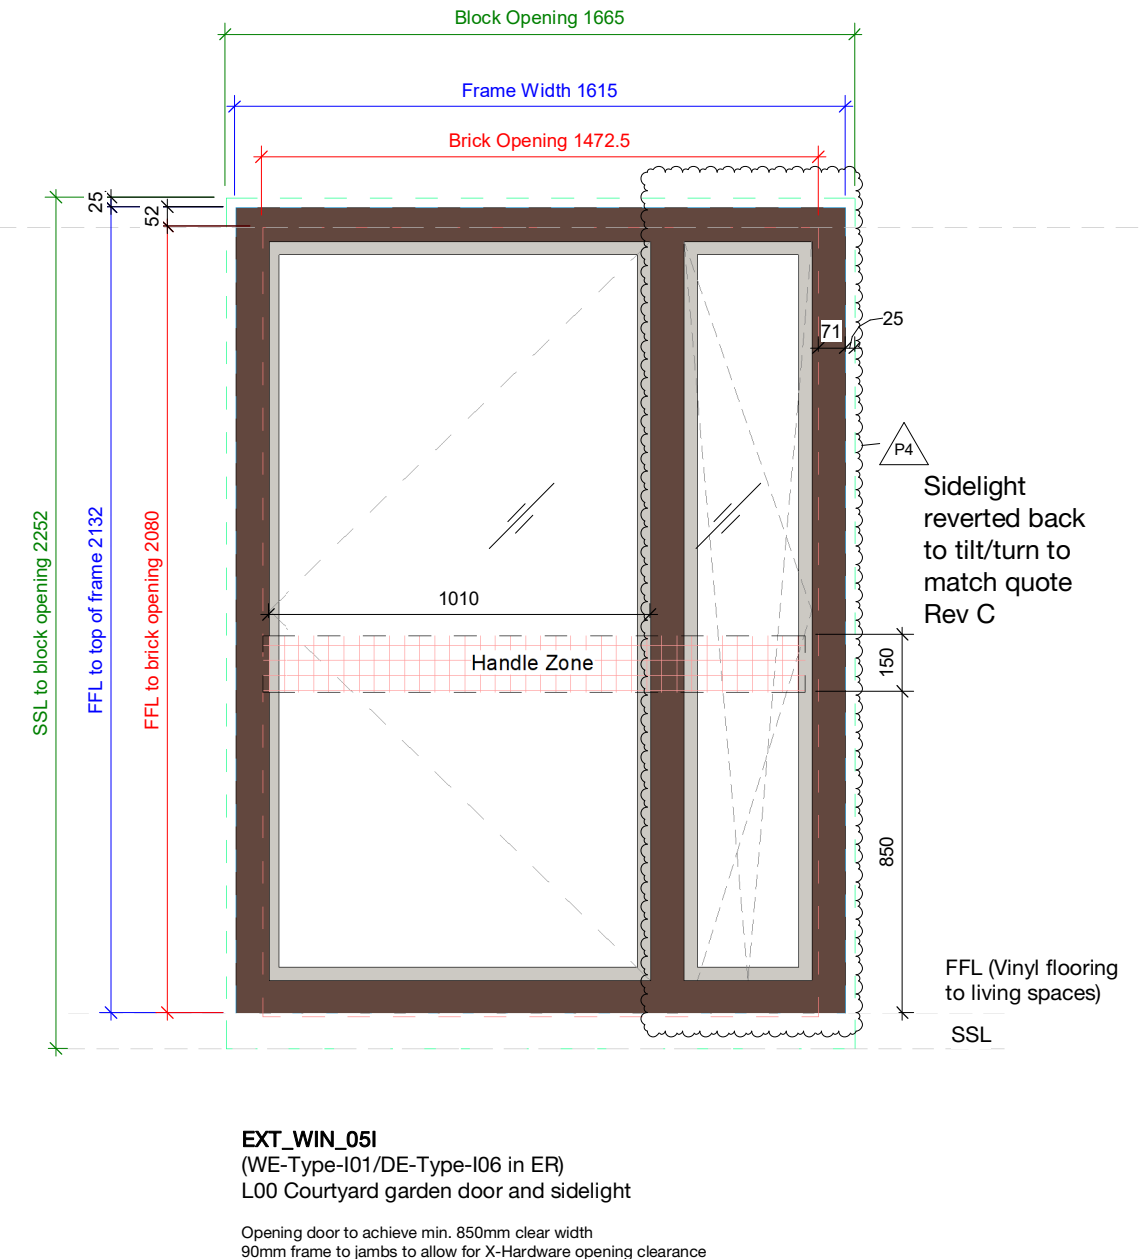 Block Opening 1665
Frame Width 1615
Brick Opening 1472.5
25
52
71
25
P4
Sidelight
reverted back
to tilt/turn to
match quote
Rev C
SSL to block opening 2252
FFL to top of frame 2132
FFL to brick opening 2080
1010
Handle Zone
150
850
FFL (Vinyl flooring
to living spaces)
SSL
EXT_WIN_05I
(WE-Type-I01/DE-Type-I06 in ER)
L00 Courtyard garden door and sidelight
Opening door to achieve min. 850mm clear width
90mm frame to jambs to allow for X-Hardware opening clearance